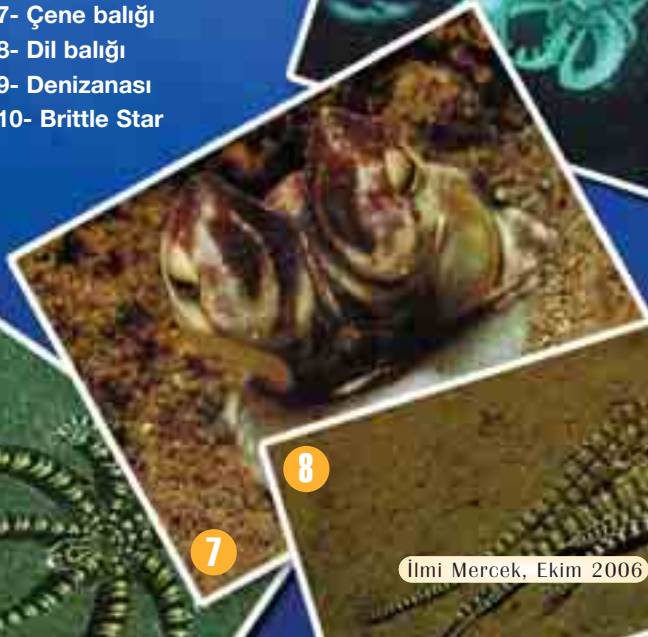 7- Çene balığı
8- Dil balığı
9- Denizanası
10- Brittle Star
8
7
İlmi Mercek, Ekim 2006